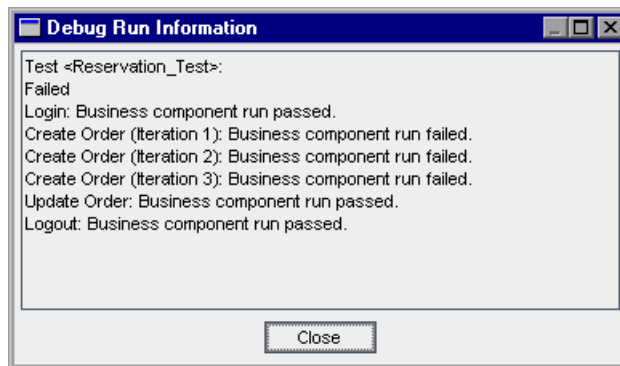 Debug Run Information
Test <Reservation_Test>:
Failed
Login: Business component run passed.
Create Order (Iteration 1): Business component run failed.
Create Order (Iteration 2): Business component run failed.
Create Order (Iteration 3): Business component run failed.
Update Order: Business component run passed.
Logout: Business component run passed.
Close